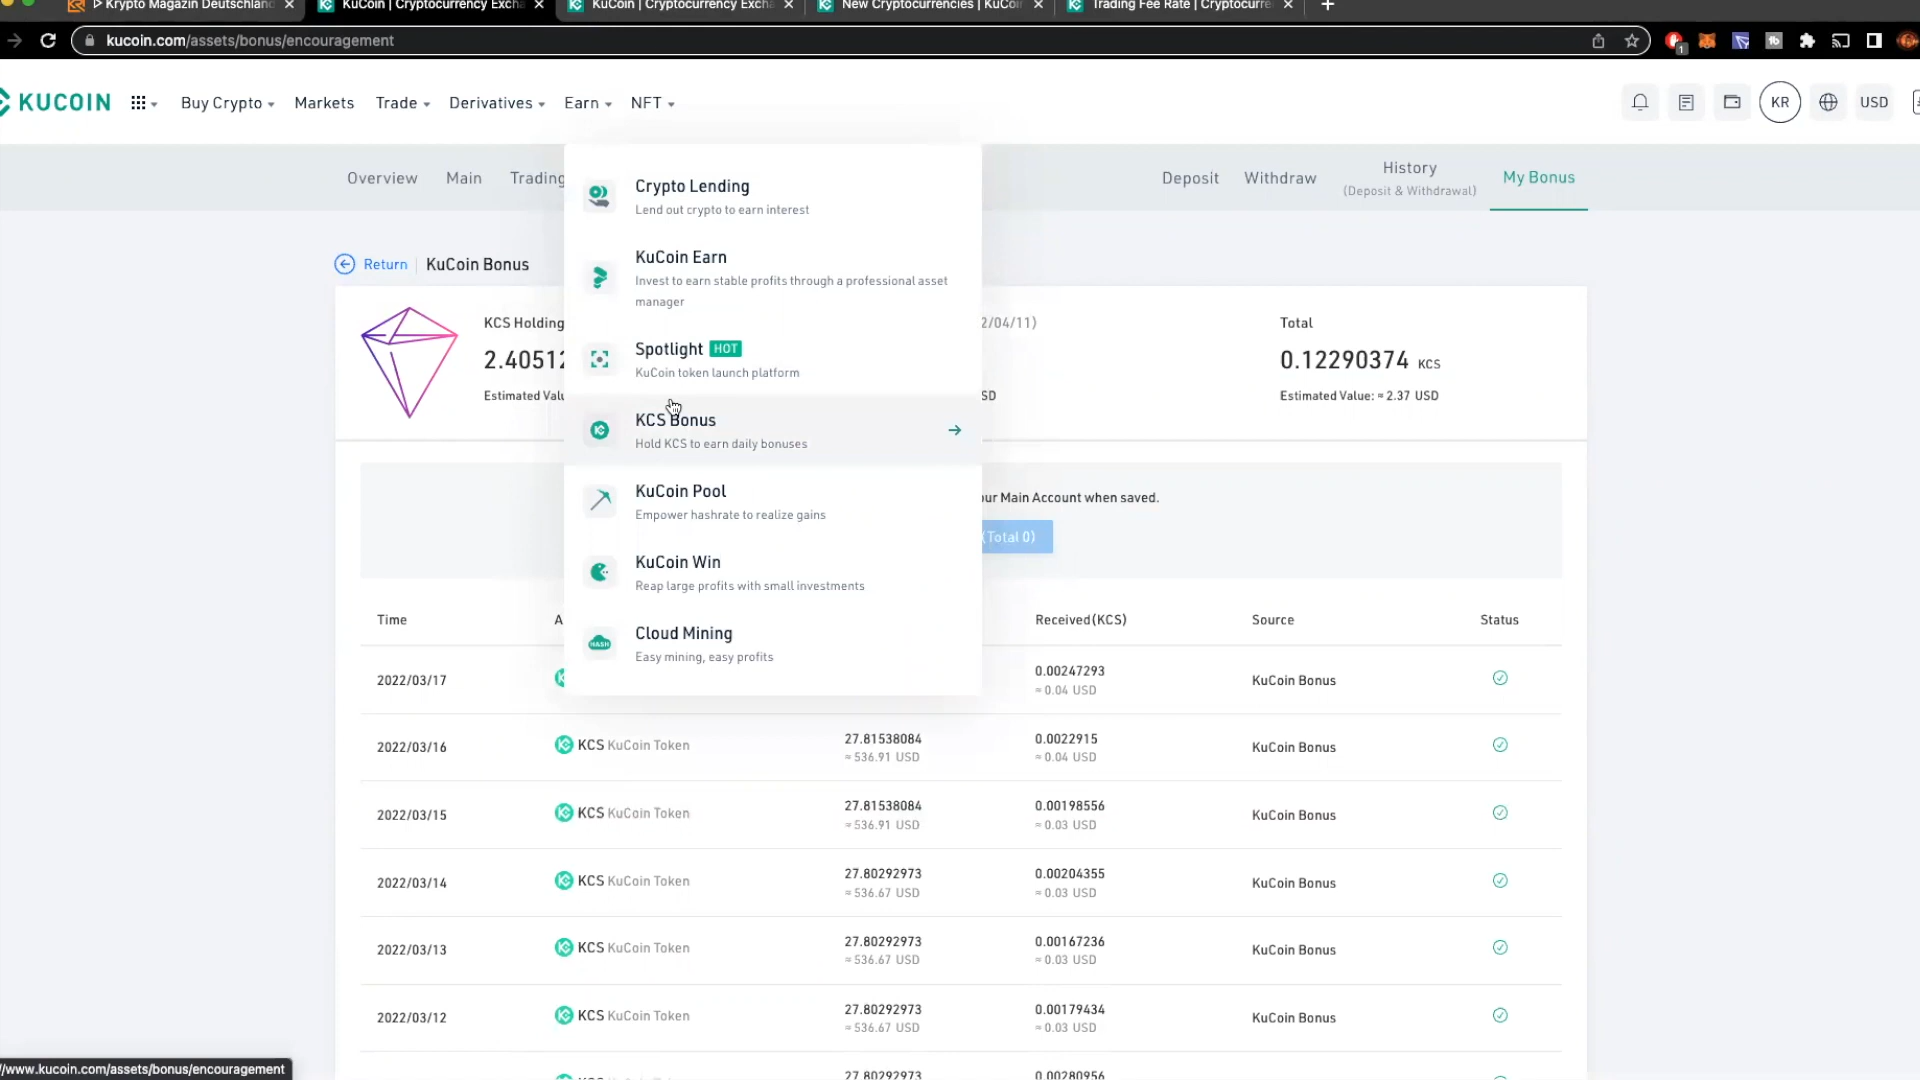 Krypto Magazin Deutschland
KuCoin | Cryptocurrency Excha
KuCoin | Cryptocurrency Excha
New Cryptocurrencies | KuCoin
Trading Fee Rate | Cryptocurre
kucoin.com/assets/bonus/encouragement
1
KUCOIN
Buy Crypto
Markets
Trade
Derivatives
Earn
NFT
KR
USD
Overview
Main
Trading
Deposit
Withdraw
History
(Deposit & Withdrawal)
My Bonus
Crypto Lending
Lend out crypto to earn interest
KuCoin Earn
Invest to earn stable profits through a professional asset
manager
Spotlight HOT
KuCoin token launch platform
KCS Bonus
Hold KCS to earn daily bonuses
KuCoin Pool
Empower hashrate to realize gains
KuCoin Win
Reap large profits with small investments
HASH
Cloud Mining
Easy mining, easy profits
Return
KuCoin Bonus
KCS Holding
2.40512
Estimated Valu
2/04/11)
SD
Total
0.12290374 KCS
Estimated Value: ≈ 2.37 USD
our Main Account when saved.
(Total 0)
Time
A
Received(KCS)
Source
Status
2022/03/17
0.00247293
≈ 0.04 USD
KuCoin Bonus
2022/03/16
KCS KuCoin Token
27.81538084
≈ 536.91 USD
0.0022915
≈ 0.04 USD
KuCoin Bonus
2022/03/15
KCS KuCoin Token
27.81538084
≈ 536.91 USD
0.00198556
≈ 0.03 USD
KuCoin Bonus
2022/03/14
KCS KuCoin Token
27.80292973
≈ 536.67 USD
0.00204355
≈ 0.03 USD
KuCoin Bonus
2022/03/13
KCS KuCoin Token
27.80292973
≈ 536.67 USD
0.00167236
≈ 0.03 USD
KuCoin Bonus
2022/03/12
KCS KuCoin Token
27.80292973
≈ 536.67 USD
0.00179434
≈ 0.03 USD
KuCoin Bonus
27.80292973
0.00280956
//www.kucoin.com/assets/bonus/encouragement